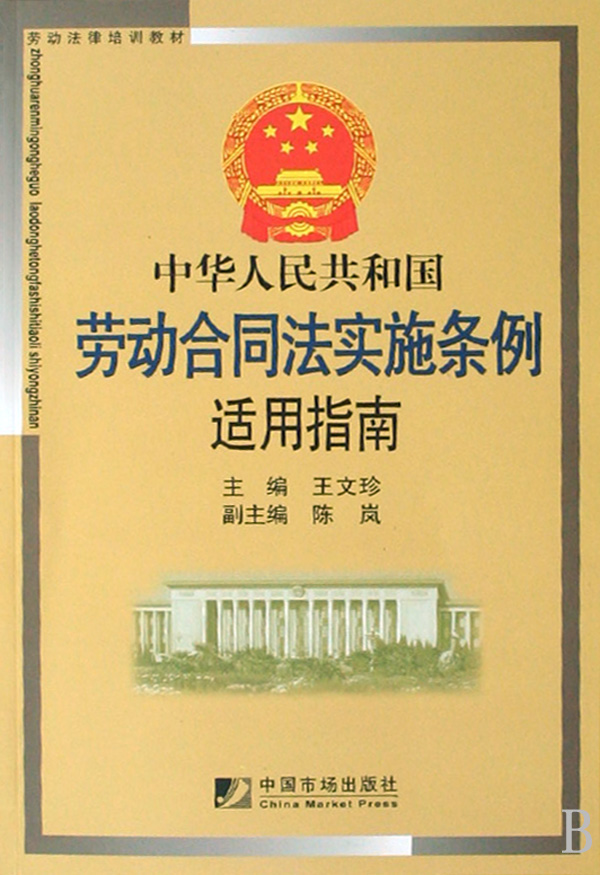 劳动法律培训教材
zhonghuarenmingongheguo laodonghetongfashishitiaoli shiyongzhinan
中华人民共和国
劳动合同法实施条例
适用指南
主 编 王文珍
副主编 陈 岚
中国市场出版社
China Market Press
B